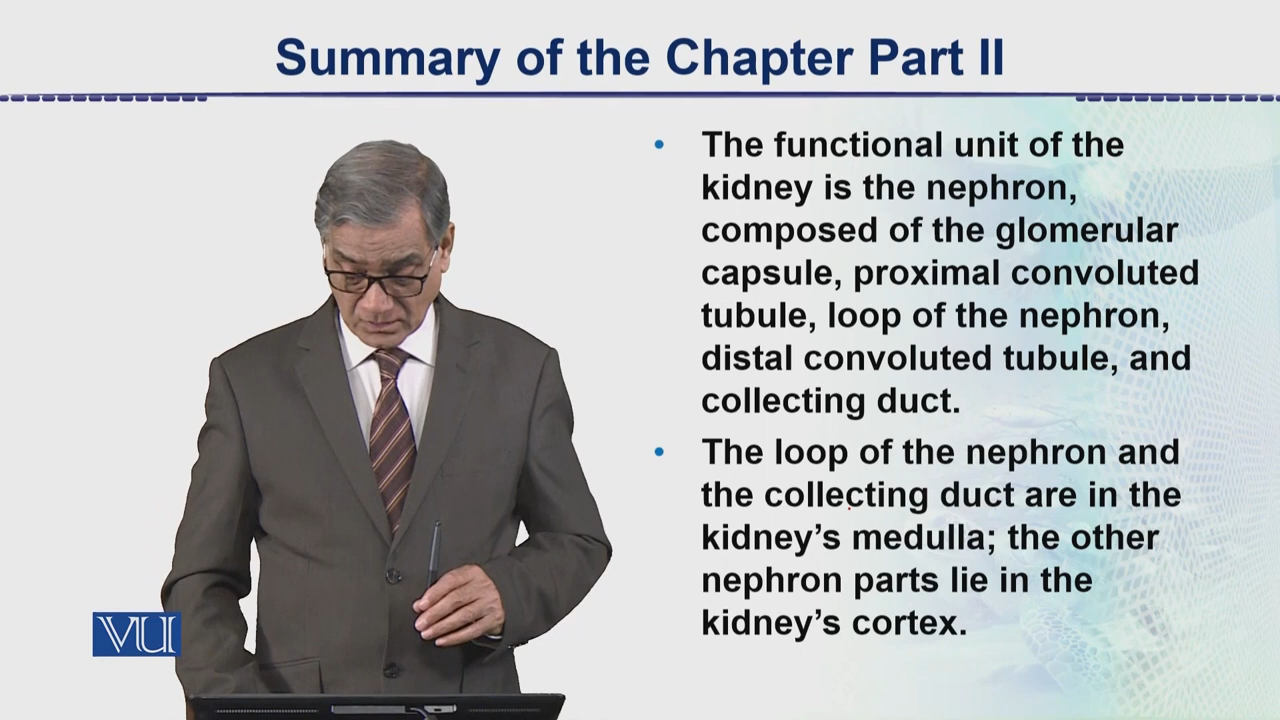 Summary of the Chapter Part II
• The functional unit of the
kidney is the nephron,
composed of the glomerular
capsule, proximal convoluted
tubule, loop of the nephron,
distal convoluted tubule, and
collecting duct.
• The loop of the nephron and
the collecting duct are in the
kidney’s medulla; the other
nephron parts lie in the
kidney’s cortex.
VU